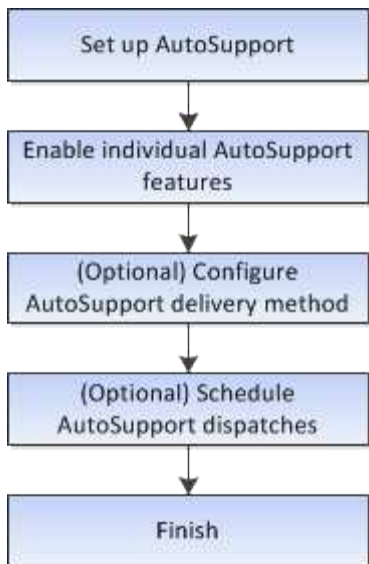 Set up AutoSupport
Enable individual AutoSupport
features
(Optional) Configure
AutoSupport delivery method
(Optional) Schedule
AutoSupport dispatches
Finish